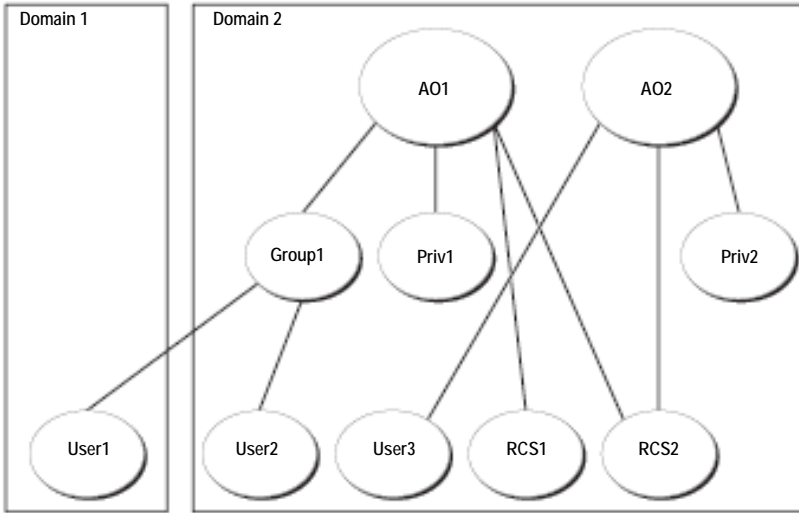 Domain 1
Domain 2
AO1
AO2
Group1
Priv1
Priv2
User1
User2
User3
RCS1
RCS2